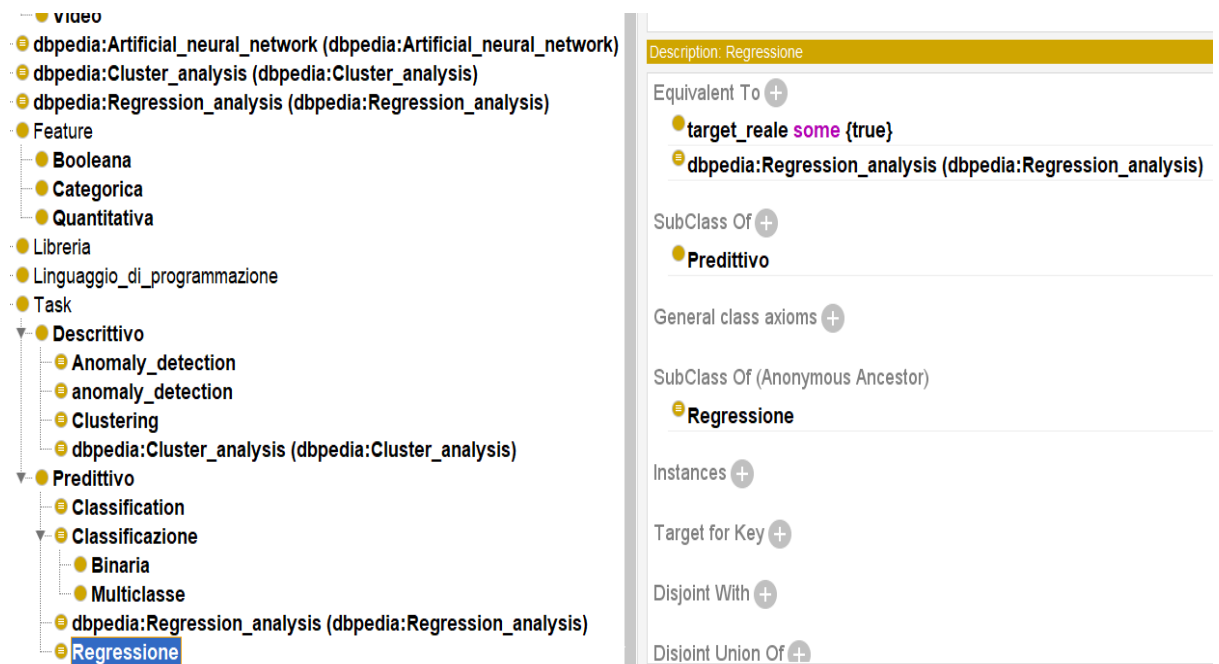 Video
dbpedia:Artificial_neural_network (dbpedia:Artificial_neural_network)
dbpedia:Cluster_analysis (dbpedia:Cluster_analysis)
dbpedia:Regression_analysis (dbpedia:Regression_analysis)
Feature
Booleana
Categorica
Quantitativa
Libreria
Linguaggio_di_programmazione
Task
Descrittivo
Anomaly_detection
anomaly_detection
Clustering
dbpedia:Cluster_analysis (dbpedia:Cluster_analysis)
Predittivo
Classification
Classificazione
Binaria
Multiclasse
dbpedia:Regression_analysis (dbpedia:Regression_analysis)
Regressione
Description: Regressione
Equivalent To
target_reale some {true}
dbpedia:Regression_analysis (dbpedia:Regression_analysis)
SubClass Of
Predittivo
General class axioms
SubClass Of (Anonymous Ancestor)
Regressione
Instances
Target for Key
Disjoint With
Disjoint Union Of